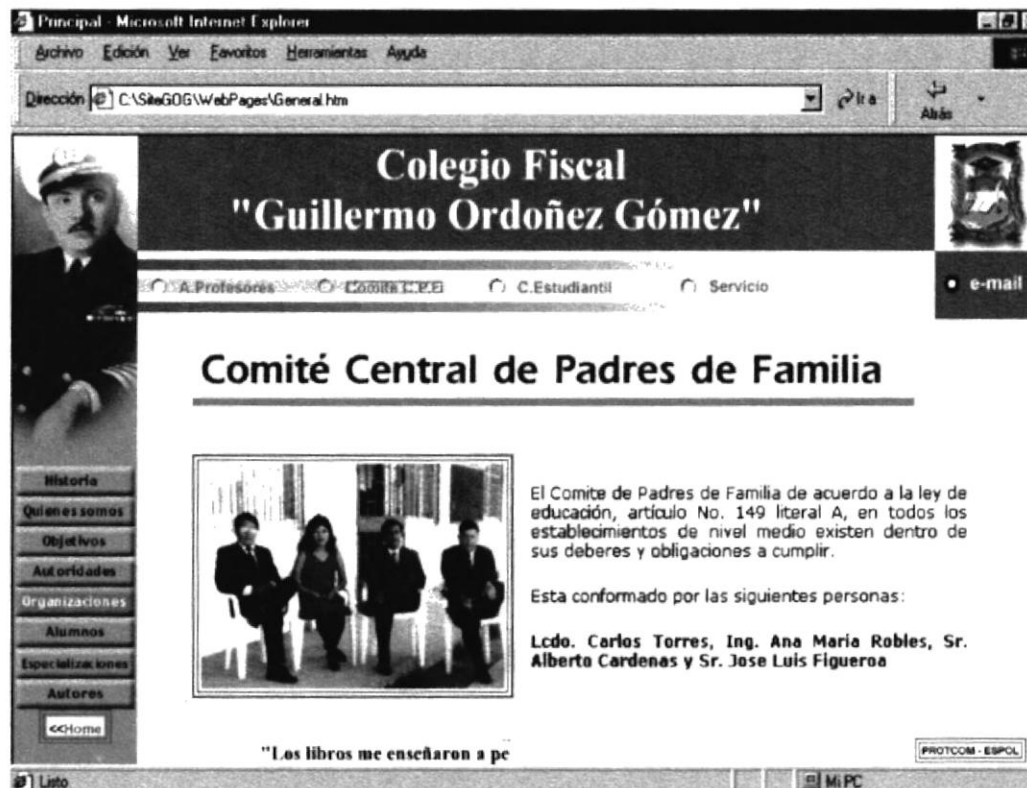 Principal - Microsoft Internet Explorer
Archivo Edición Ver Favoritos Herramientas Ayuda
Dirección C:\SiteGOG\WebPages\General.htm Ir a Atrás
Colegio Fiscal
"Guillermo Ordoñez Gómez"
A.Profesores Comite C.P.F. C.Estudiantil Servicio e-mail
Comité Central de Padres de Familia
Historia
Quienes somos
Objetivos
Autoridades
Organizaciones
Alumnos
Especializaciones
Autores
<<Home
El Comite de Padres de Familia de acuerdo a la ley de
educación, artículo No. 149 literal A, en todos los
establecimientos de nivel medio existen dentro de
sus deberes y obligaciones a cumplir.
Esta conformado por las siguientes personas:
Lcdo. Carlos Torres, Ing. Ana María Robles, Sr.
Alberto Cardenas y Sr. Jose Luis Figueroa
"Los libros me enseñaron a pe
PROTCOM - ESPOL
Listo Mi PC